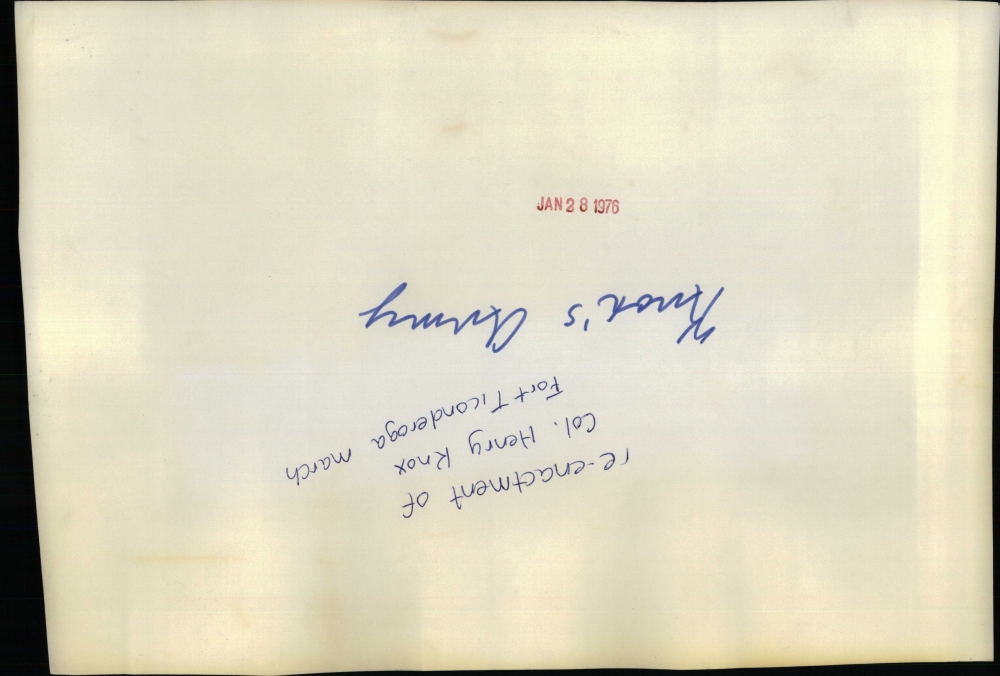 JAN 28 1976
Knox's Army
re-enactment of
Col. Henry Knox
Fort Ticonderoga march